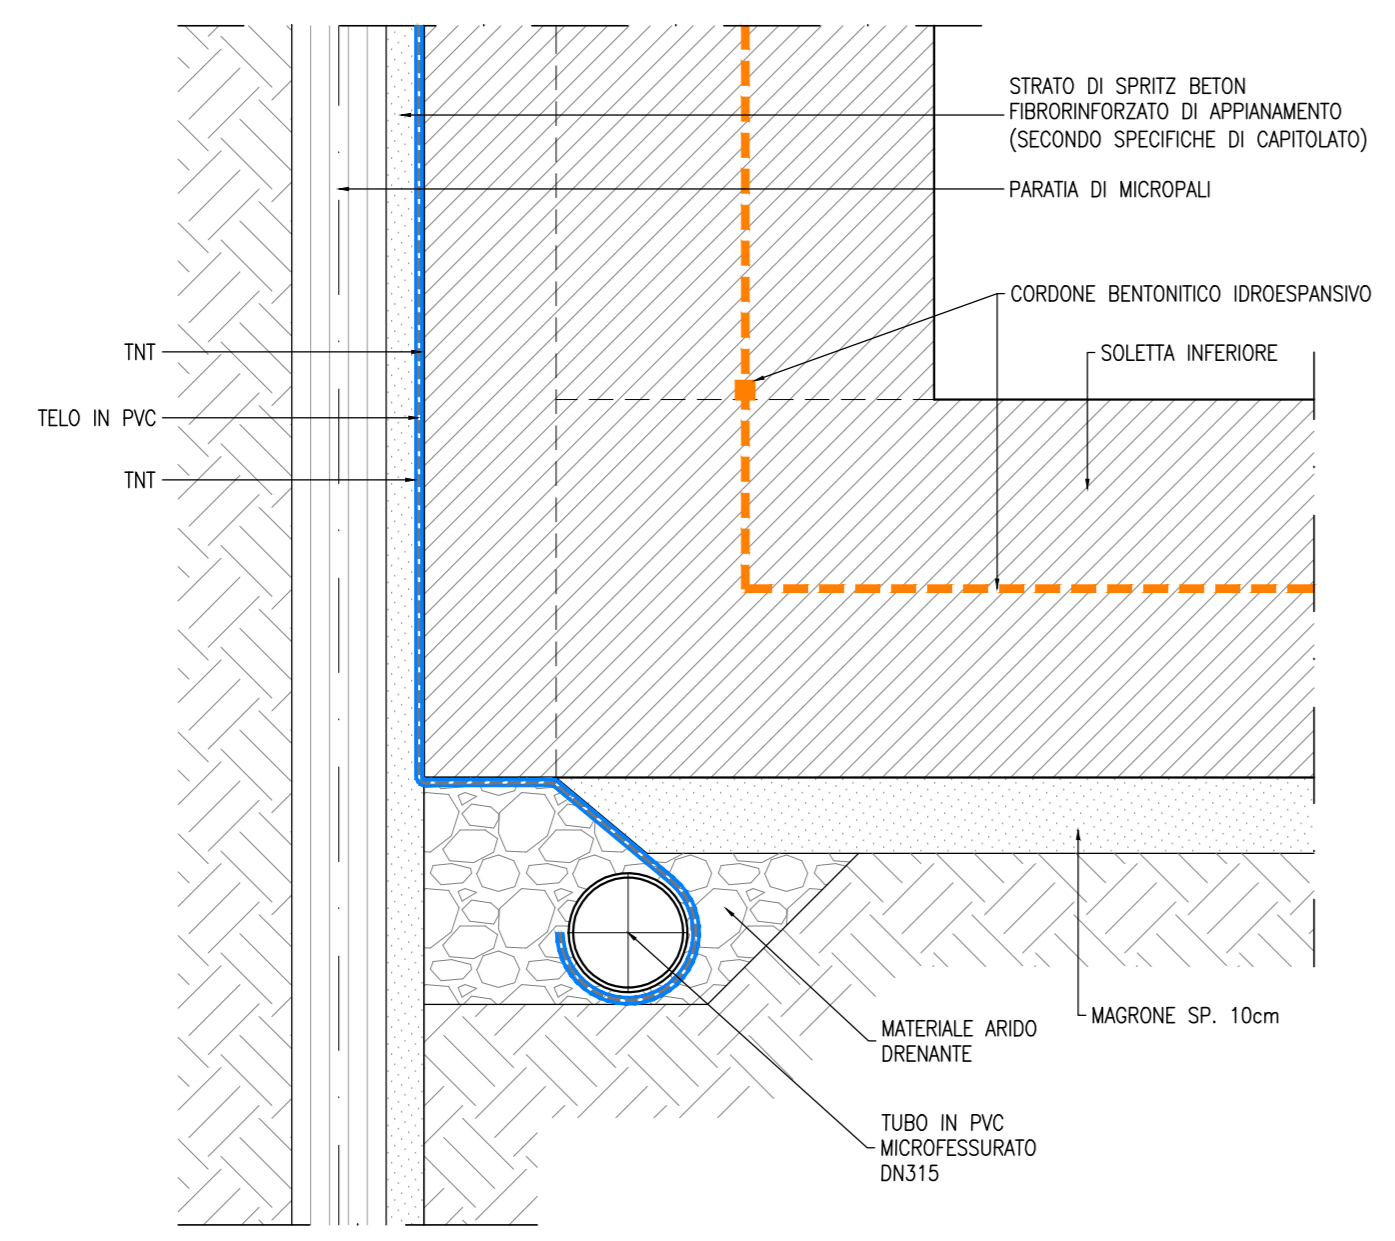 STRATO DI SPRITZ BETON
FIBRORINFORZATO DI APPIANAMENTO
(SECONDO SPECIFICHE DI CAPITOLATO)
PARATIA DI MICROPALI
CORDONE BENTONITICO IDROESPANSIVO
SOLETTA INFERIORE
TNT
TELO IN PVC
TNT
MAGRONE SP. 10cm
MATERIALE ARIDO
DRENANTE
TUBO IN PVC
MICROFESSURATO
DN315